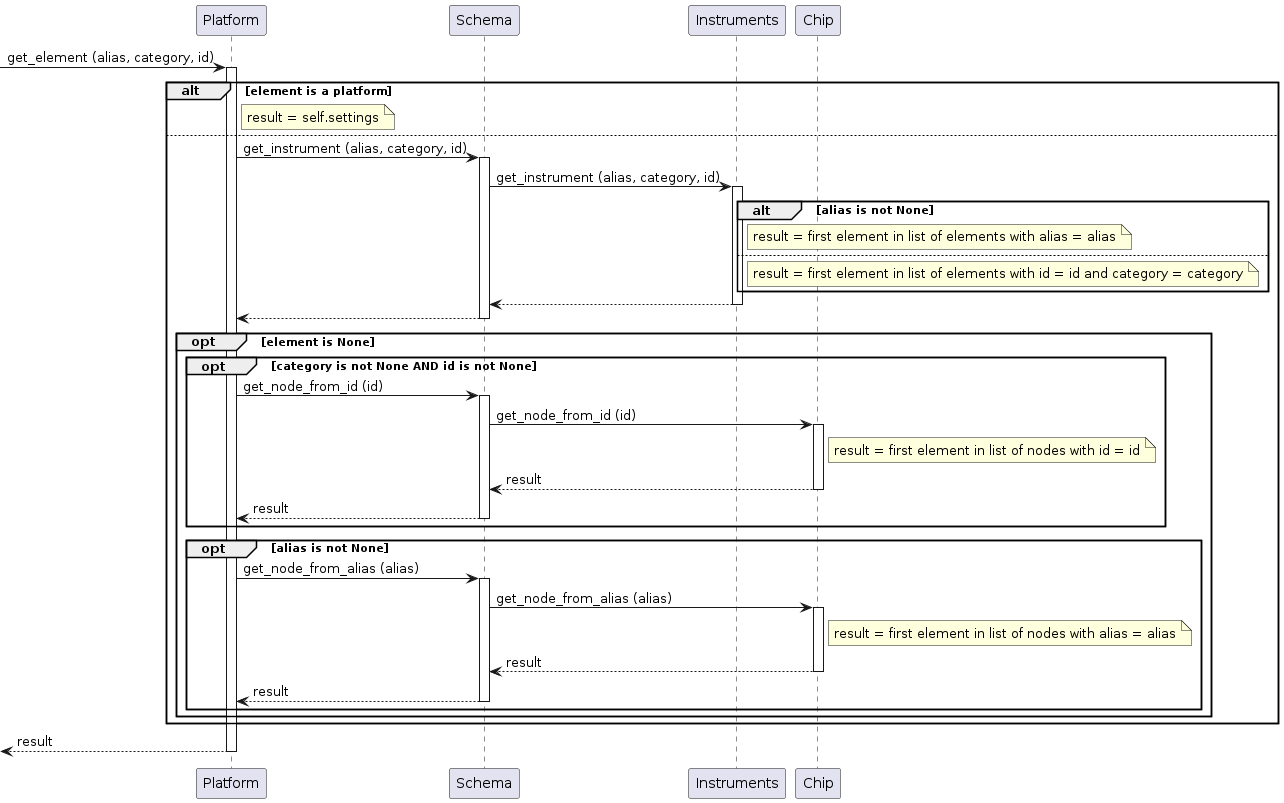 Platform
Schema
Instruments
Chip
get_element (alias, category, id)
alt
[element is a platform]
result = self.settings
get_instrument (alias, category, id)
get_instrument (alias, category, id)
alt
[alias is not None]
result = first element in list of elements with alias = alias
result = first element in list of elements with id = id and category = category
opt
[element is None]
opt
[category is not None AND id is not None]
get_node_from_id (id)
get_node_from_id (id)
result = first element in list of nodes with id = id
result
result
opt
[alias is not None]
get_node_from_alias (alias)
get_node_from_alias (alias)
result = first element in list of nodes with alias = alias
result
result
result
Platform
Schema
Instruments
Chip